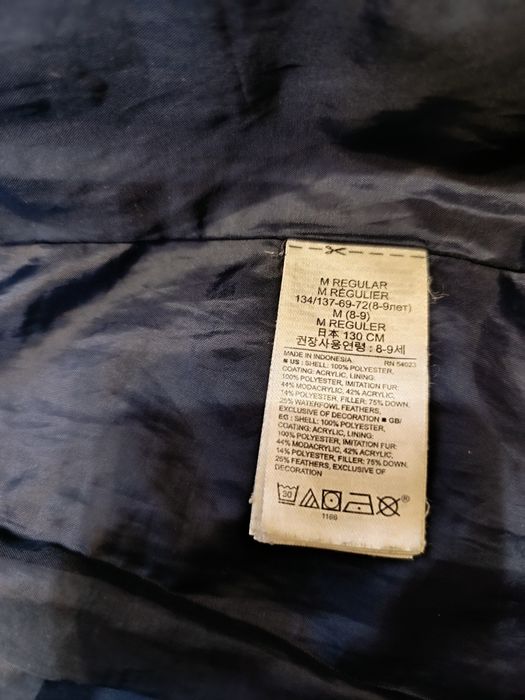 M REGULAR
M RÉGULIER
134/137-69-72(8-9лет)
M (8-9)
M REGULER
日本 130 CM
권장사용연령 : 8-9세
MADE IN INDONESIA RN 54023
■ US : SHELL: 100% POLYESTER,
COATING: ACRYLIC, LINING:
100% POLYESTER, IMITATION FUR:
44% MODACRYLIC, 42% ACRYLIC,
14% POLYESTER, FILLER: 75% DOWN,
25% WATERFOWL FEATHERS,
EXCLUSIVE OF DECORATION ■ GB/
EG : SHELL: 100% POLYESTER,
COATING: ACRYLIC, LINING:
100% POLYESTER, IMITATION FUR:
44% MODACRYLIC, 42% ACRYLIC,
14% POLYESTER, FILLER: 75% DOWN,
25% FEATHERS, EXCLUSIVE OF
DECORATION
30 ®
1166